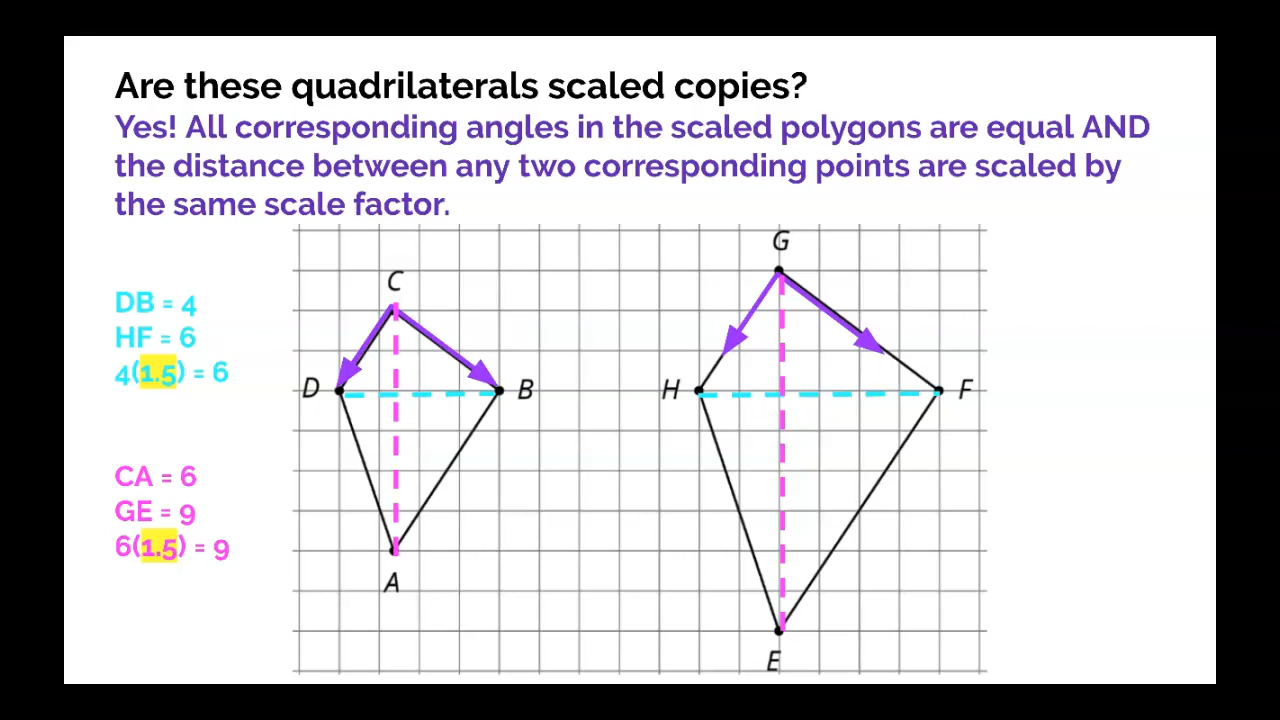 Are these quadrilaterals scaled copies?
Yes! All corresponding angles in the scaled polygons are equal AND
the distance between any two corresponding points are scaled by
the same scale factor.
G
C
DB = 4
HF = 6
4(1.5) = 6
D
B
H
F
CA = 6
GE = 9
6(1.5) = 9
A
E